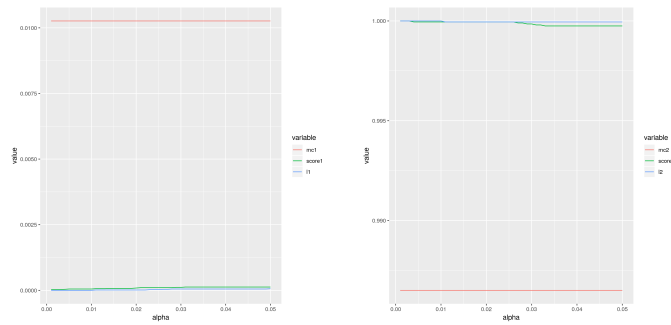 0.0100
0.0075
0.0050
0.0025
0.0000
value
0.00
0.01
0.02
0.03
0.04
0.05
alpha
variable
mc1
score1
l1
1.000
0.995
0.990
value
0.00
0.01
0.02
0.03
0.04
0.05
alpha
variable
mc2
score
l2